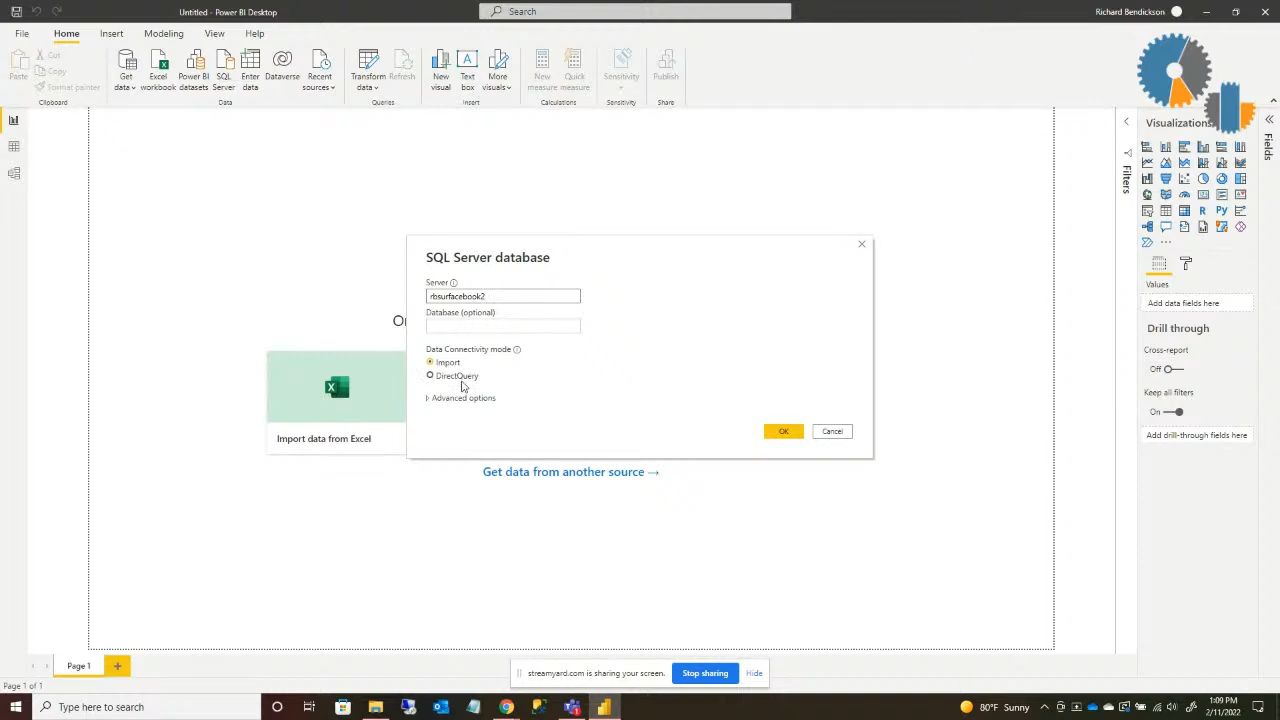 Untitled - Power BI Desktop
Search
Richard Bendickson
File Home Insert Modeling View Help
Paste
Cut
Copy
Format painter
Clipboard
Get data
Excel workbook
Power BI datasets
SQL Server
Enter data
Dataverse
Recent sources
Data
Transform data
Refresh
Queries
New visual
Text box
More visuals
Insert
New measure
Quick measure
Calculations
Sensitivity
Sensitivity
Publish
Share
Visualizations
Fields
Filters
SQL Server database
Server
rbsurfacebook2
Database (optional)
Data Connectivity mode
Import
DirectQuery
Advanced options
OK Cancel
Import data from Excel
Get data from another source →
R Py
Values
Add data fields here
Drill through
Cross-report
Off
Keep all filters
On
Add drill-through fields here
Page 1
streamyard.com is sharing your screen.
Stop sharing
Hide
Page 1 of 1
Type here to search
80°F Sunny
1:09 PM
2/11/2022